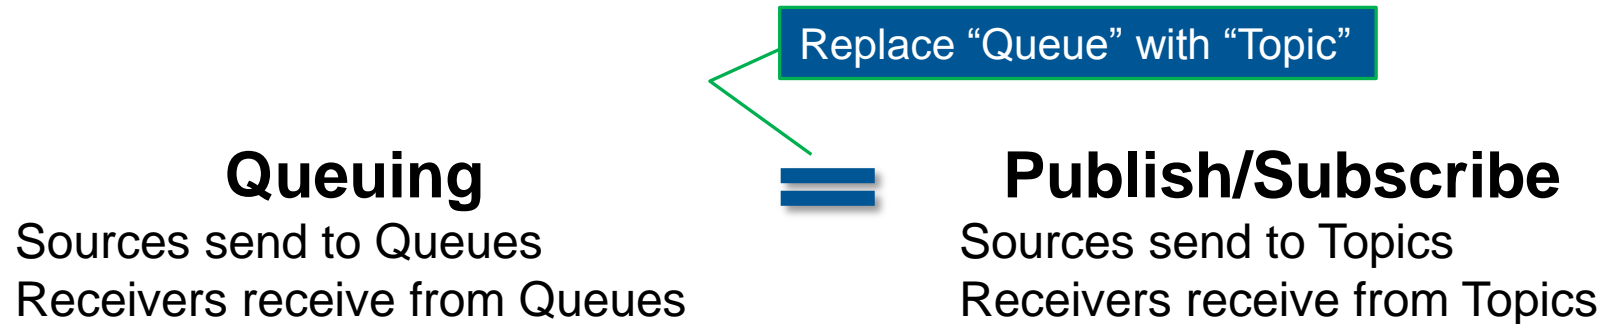 Replace “Queue” with “Topic”
Queuing
Sources send to Queues
Receivers receive from Queues
Publish/Subscribe
Sources send to Topics
Receivers receive from Topics